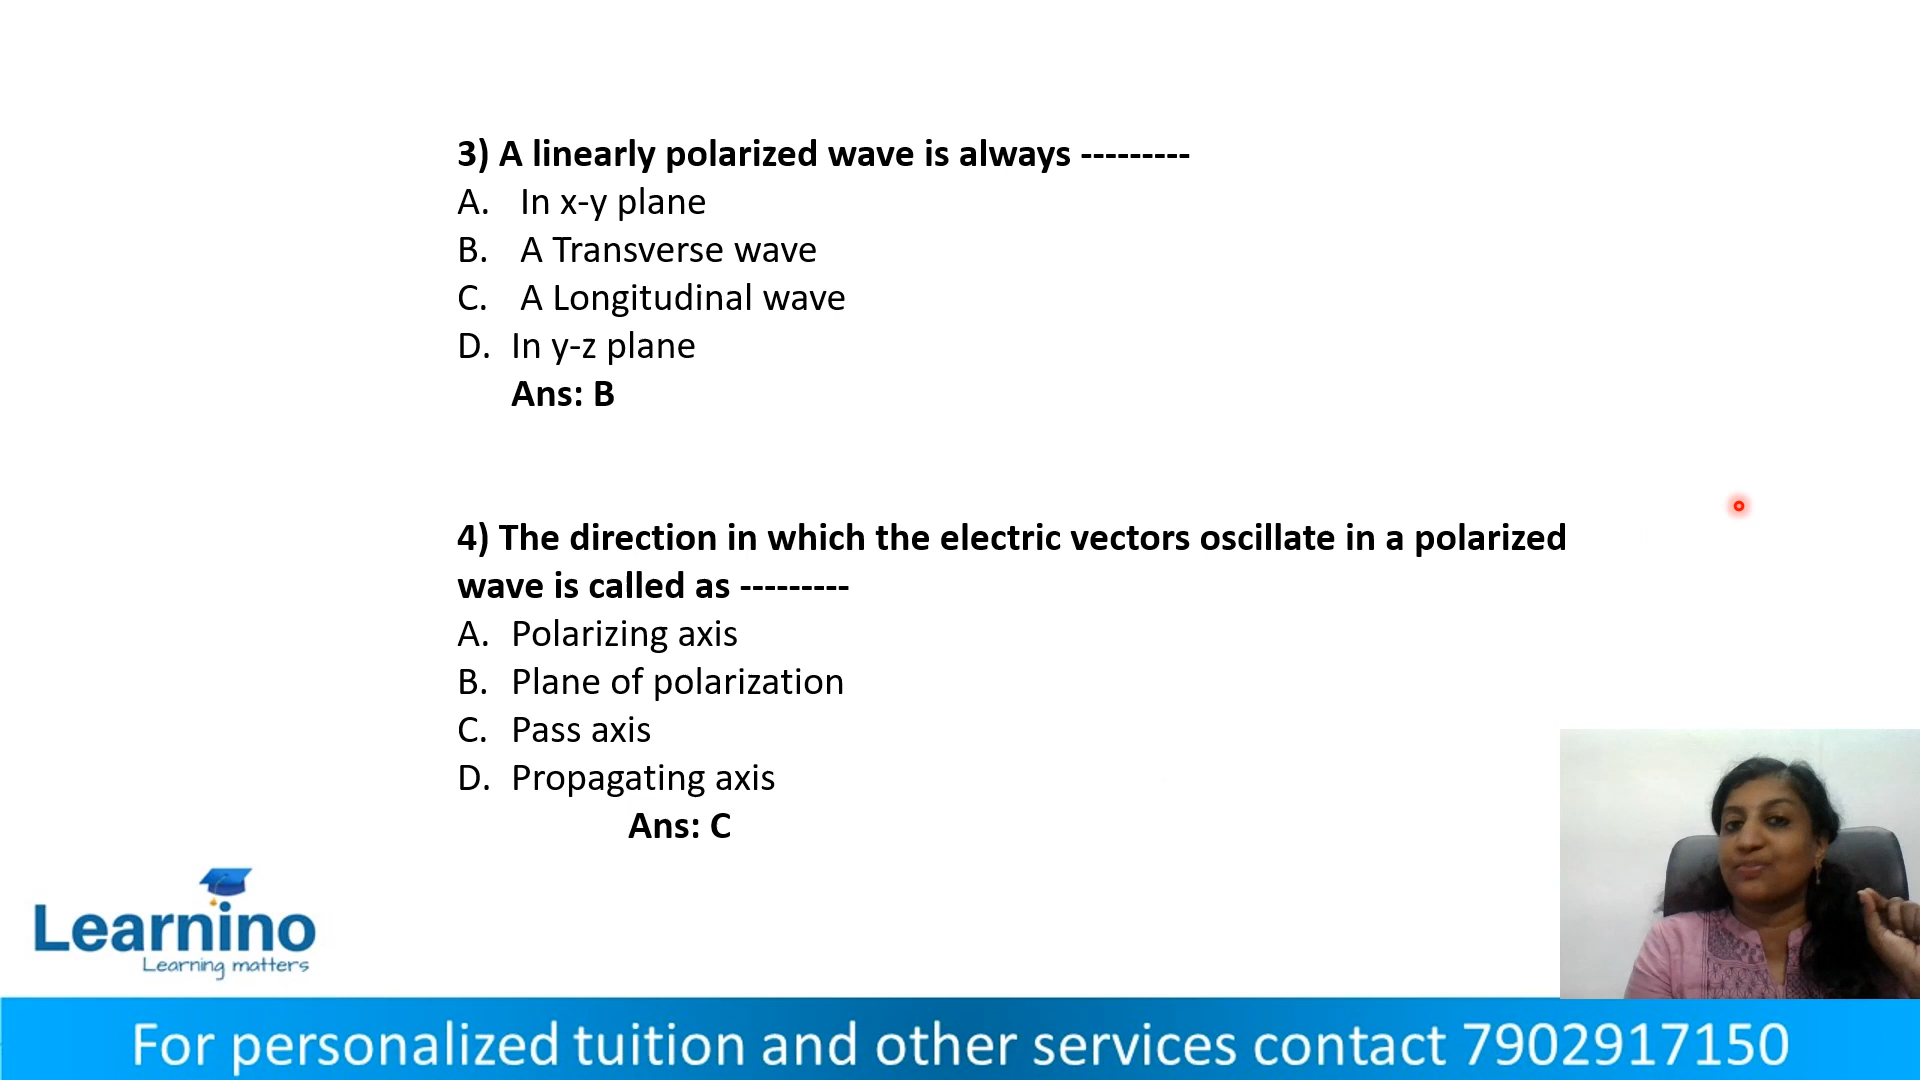 3) A linearly polarized wave is always ---------
A. In x-y plane
B. A Transverse wave
C. A Longitudinal wave
D. In y-z plane
Ans: B
4) The direction in which the electric vectors oscillate in a polarized
wave is called as ---------
A. Polarizing axis
B. Plane of polarization
C. Pass axis
D. Propagating axis
Ans: C
Learnino
Learning matters
For personalized tuition and other services contact 7902917150